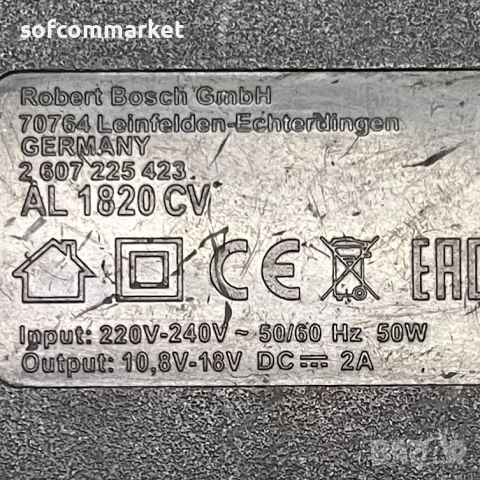 sofcommarket
Robert Bosch GmbH
70764 Leinfelden-Echterdingen
GERMANY
2 607 225 423
AL 1820 CV
CE EAC
Input: 220V-240V ~ 50/60 Hz 50W
Output: 10,8V-18V DC ⎓ 2A